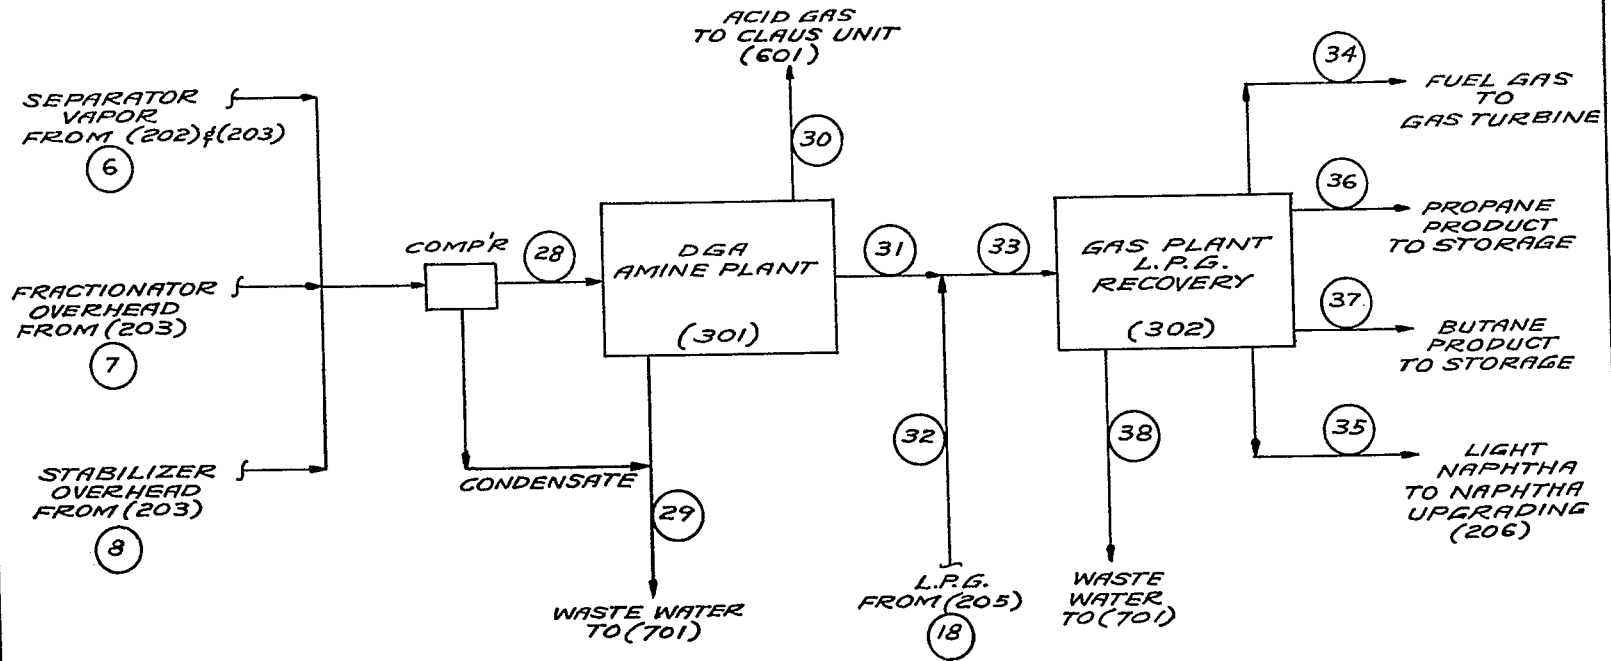 ACID GAS
TO CLAUS UNIT
(601)
30
SEPARATOR
VAPOR
FROM (202)&(203)
6
FRACTIONATOR
OVERHEAD
FROM (203)
7
STABILIZER
OVERHEAD
FROM (203)
8
COMP'R
28
CONDENSATE
DGA
AMINE PLANT
(301)
29
WASTE WATER
TO (701)
31
33
32
L.P.G.
FROM (205)
18
GAS PLANT
L.P.G.
RECOVERY
(302)
38
WASTE
WATER
TO (701)
34
FUEL GAS
TO
GAS TURBINE
36
PROPANE
PRODUCT
TO STORAGE
37
BUTANE
PRODUCT
TO STORAGE
35
LIGHT
NAPHTHA
TO NAPHTHA
UPGRADING
(206)